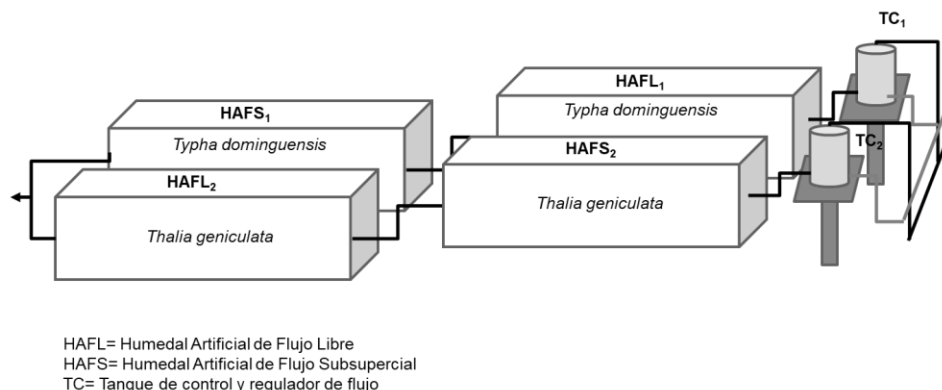 TC1
HAFL1
Typha dominguensis
HAFS1
Typha dominguensis
TC2
HAFS2
Thalia geniculata
HAFL2
Thalia geniculata
HAFL= Humedal Artificial de Flujo Libre
HAFS= Humedal Artificial de Flujo Subsupercial
TC= Tanque de control y regulador de flujo